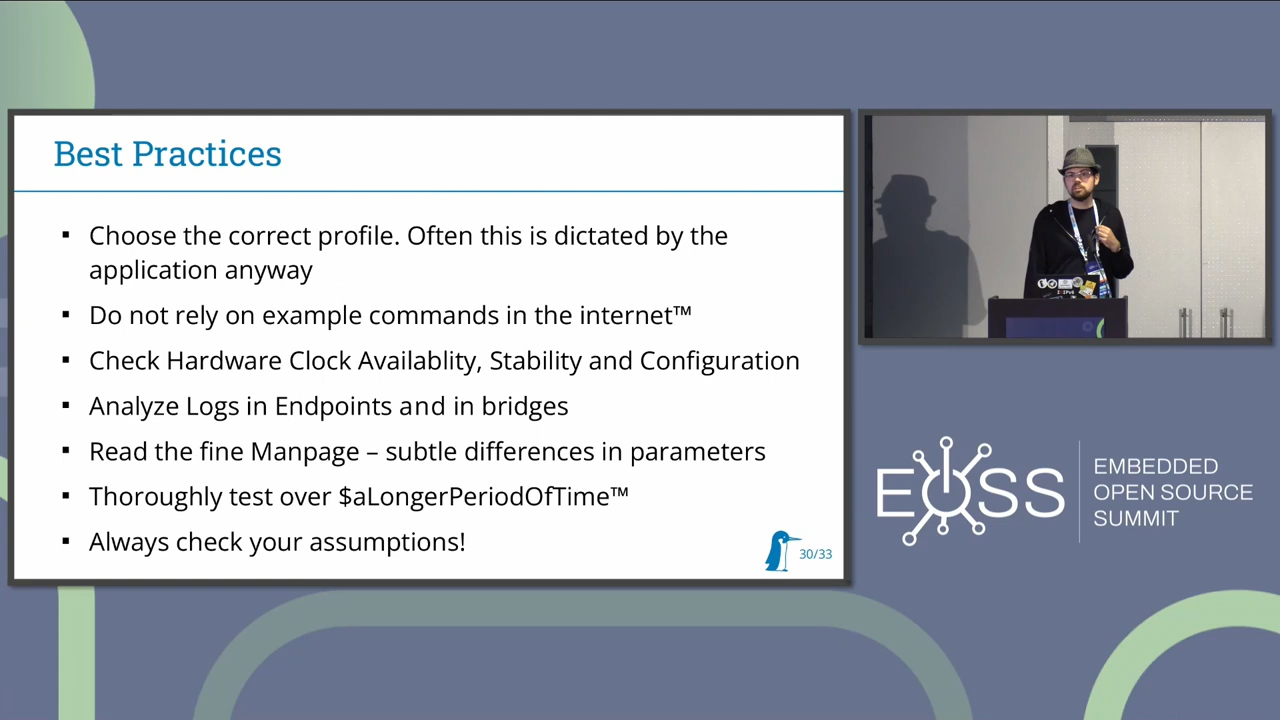 Best Practices
▪ Choose the correct profile. Often this is dictated by the
application anyway
▪ Do not rely on example commands in the internet™
▪ Check Hardware Clock Availablity, Stability and Configuration
▪ Analyze Logs in Endpoints and in bridges
▪ Read the fine Manpage – subtle differences in parameters
▪ Thoroughly test over $aLongerPeriodOfTime™
▪ Always check your assumptions!
30/33
EOSS
EMBEDDED
OPEN SOURCE
SUMMIT